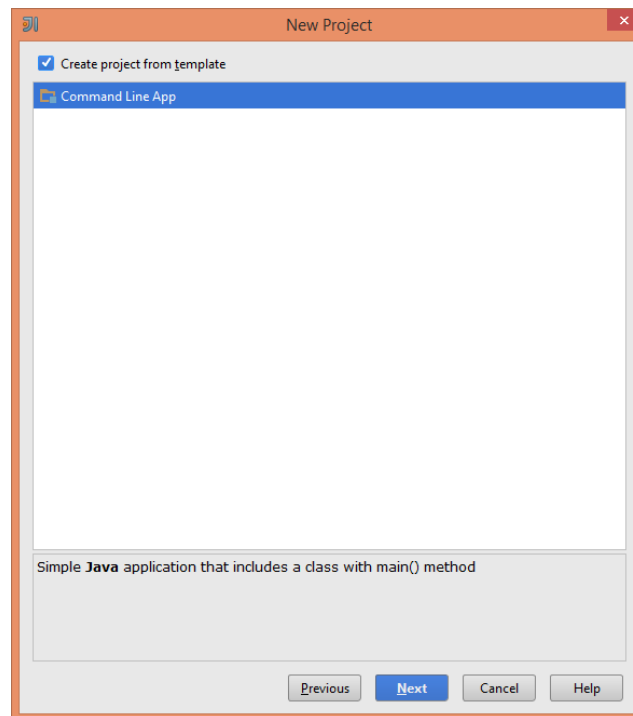 New Project
Create project from template
Command Line App
Simple Java application that includes a class with main() method
Previous Next Cancel Help